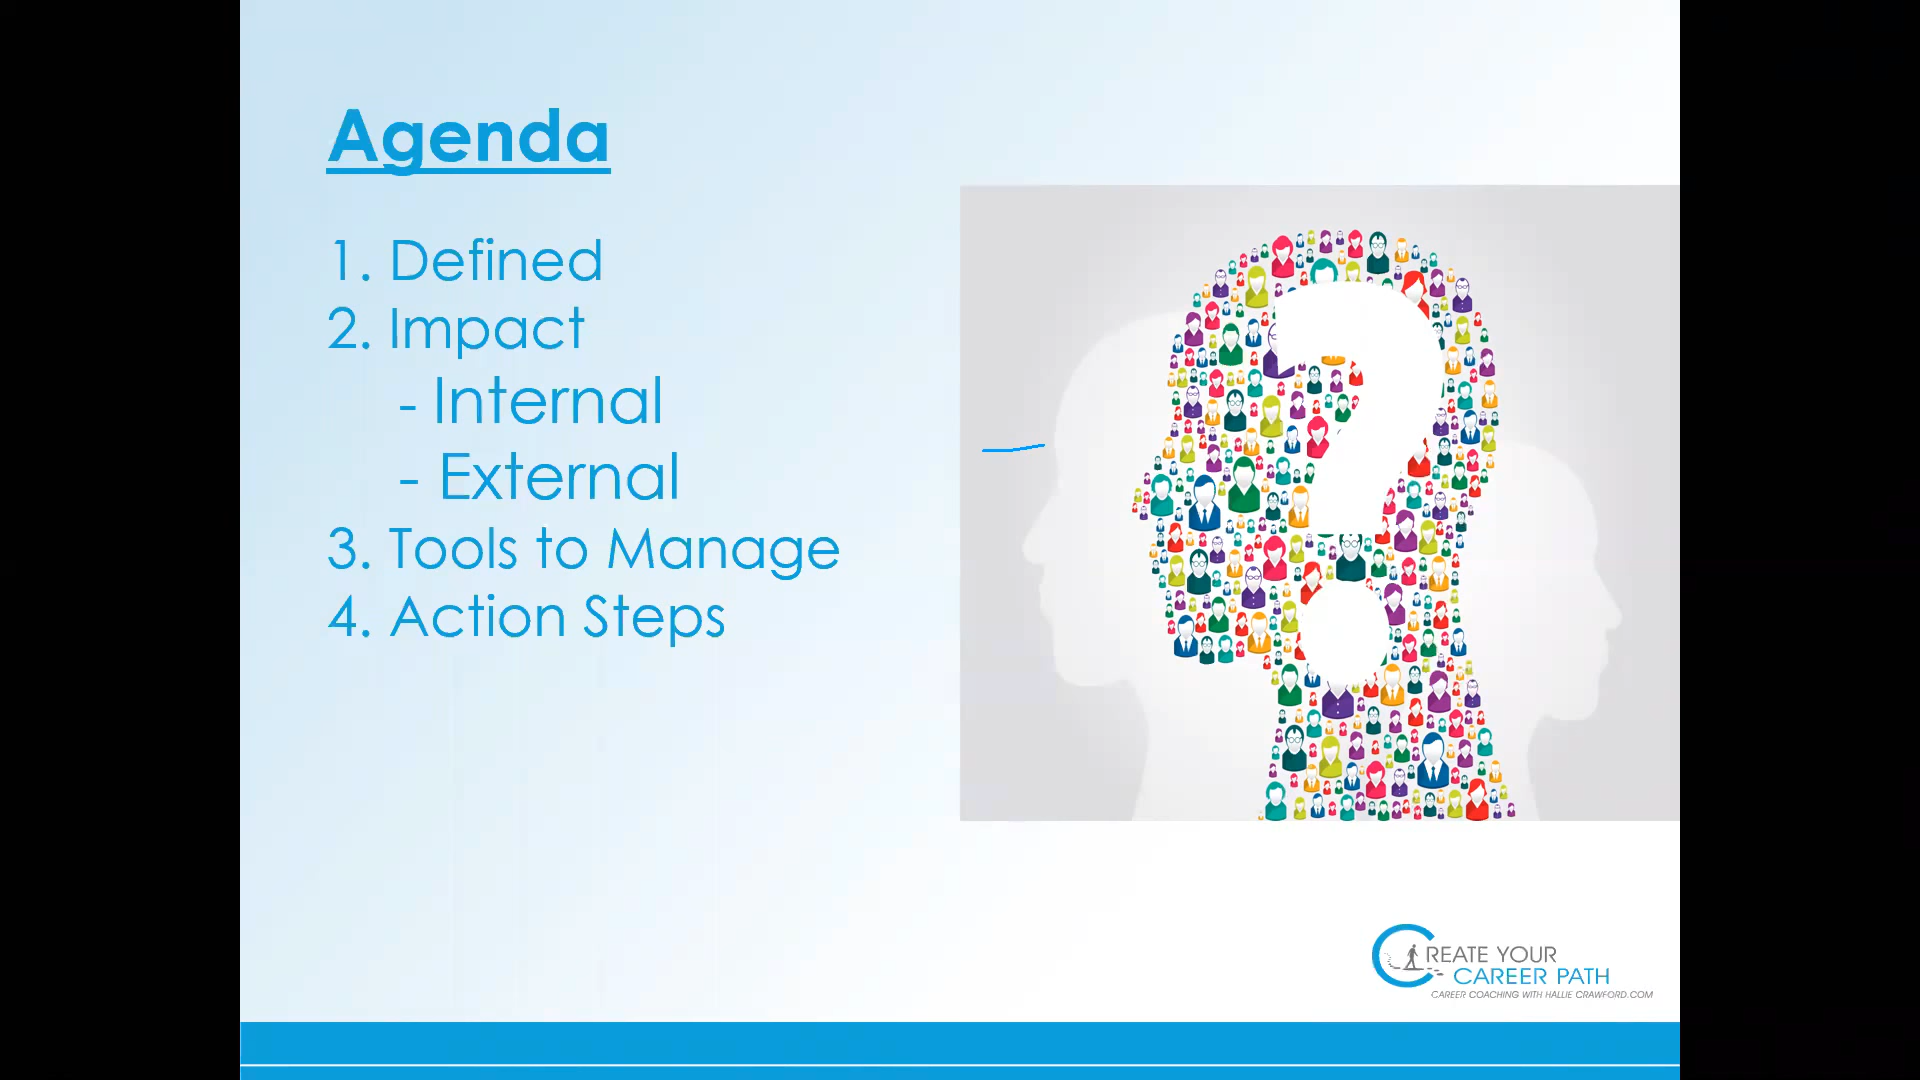 Agenda
1. Defined
2. Impact
- Internal
- External
3. Tools to Manage
4. Action Steps
?
CREATE YOUR
CAREER PATH
CAREER COACHING WITH HALLIE CRAWFORD.COM